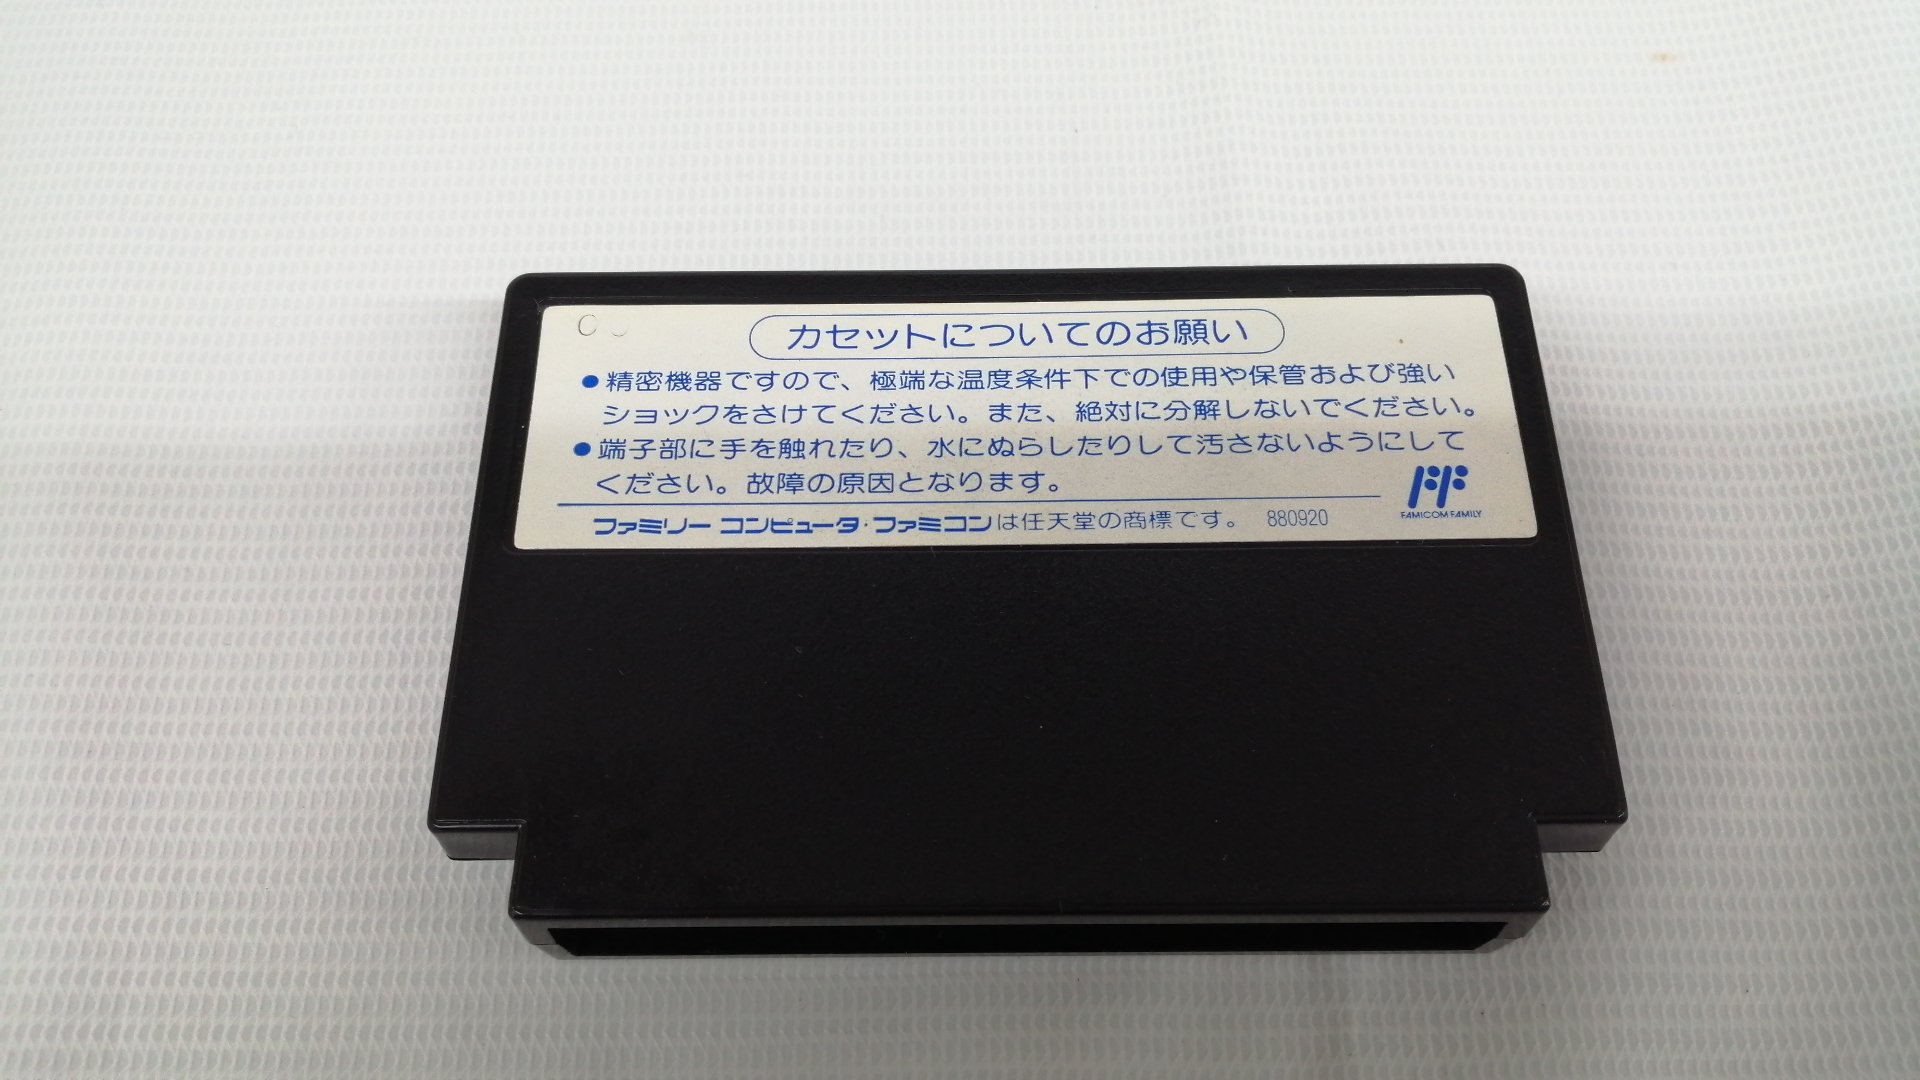 カセットについてのお願い
●精密機器ですので、極端な温度条件下での使用や保管および強い
ショックをさけてください。また、絶対に分解しないでください。
●端子部に手を触れたり、水にぬらしたりして汚さないようにして
ください。故障の原因となります。
FAMICOM FAMILY
ファミリー コンピュータ・ファミコンは任天堂の商標です。 880920